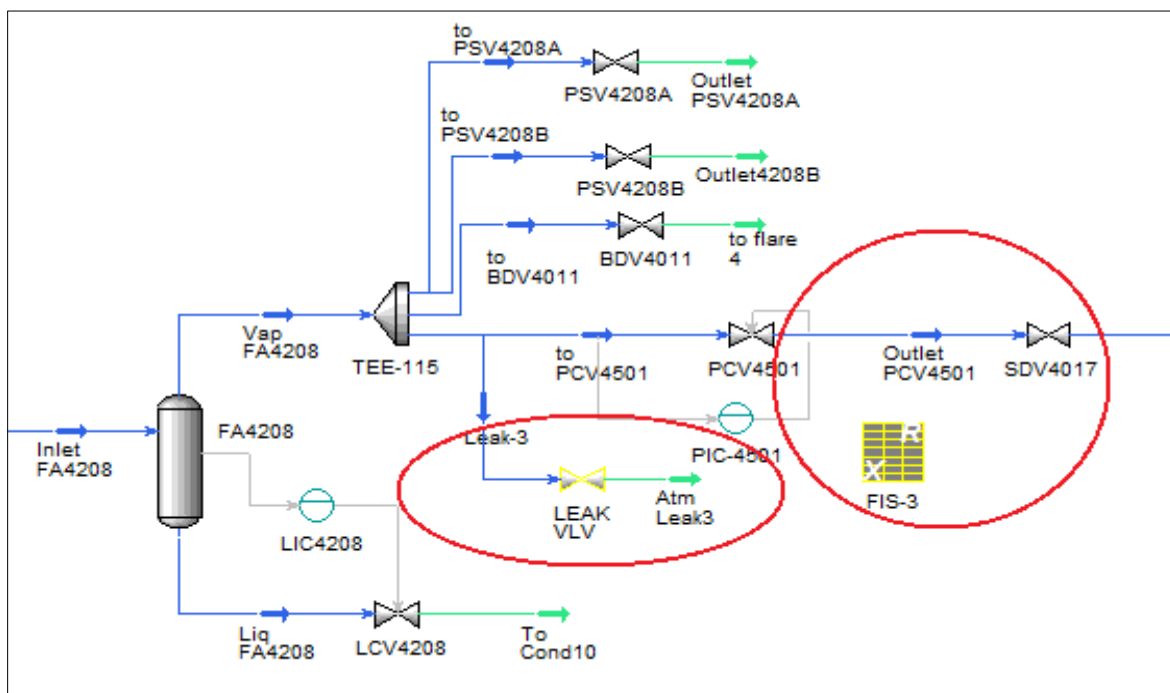 to
PSV4208A
PSV4208A
Outlet
PSV4208A
to
PSV4208B
PSV4208B
Outlet4208B
to
BDV4011
BDV4011
to flare
4
Vap
FA4208
TEE-115
to
PCV4501
PCV4501
Outlet
PCV4501
SDV4017
Inlet
FA4208
FA4208
Leak-3
PIC-4501
R
X
FIS-3
LEAK
VLV
Atm
Leak3
LIC4208
Liq
FA4208
LCV4208
To
Cond10